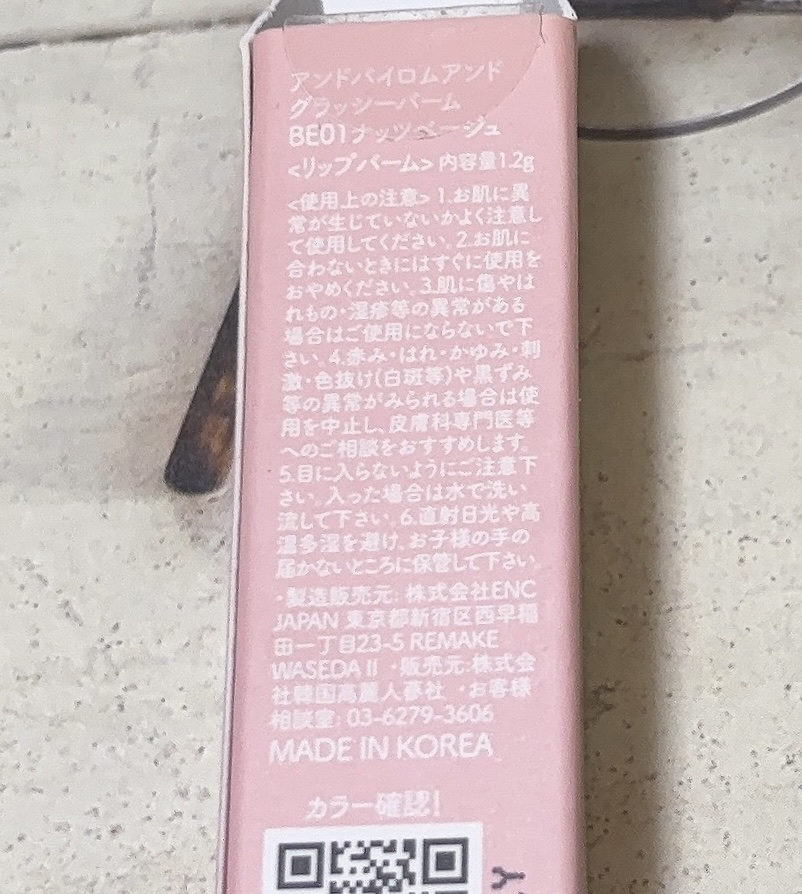 アンドバイロムアンド
グラッシーバーム
BE01ナッツベージュ
<リップバーム> 内容量1.2g
<使用上の注意> 1.お肌に異
常が生じていないかよく注意し
て使用してください。2.お肌に
合わないときにはすぐに使用を
おやめください。3.肌に傷やは
れもの・湿疹等の異常がある
場合はご使用にならないで下
さい。4.赤み・はれ・かゆみ・刺
激・色抜け(白斑等)や黒ずみ
等の異常がみられる場合は使
用を中止し、皮膚科専門医等
へのご相談をおすすめします。
5.目に入らないようにご注意下
さい。入った場合は水で洗い
流して下さい。6.直射日光や高
温多湿を避け、お子様の手の
届かないところに保管して下さい。
・製造販売元: 株式会社ENC
JAPAN 東京都新宿区西早稲
田一丁目23-5 REMAKE
WASEDA II ・販売元:株式会
社韓国高麗人蔘社 ・お客様
相談室: 03-6279-3606
MADE IN KOREA
カラー確認!